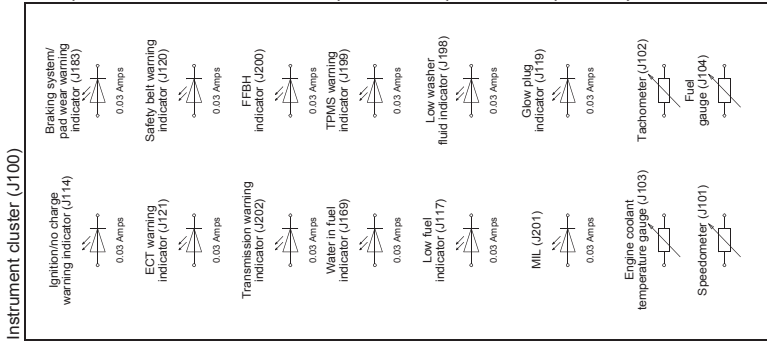 Instrument cluster (J100)
Braking system/
pad wear warning
indicator (J183)
0.03 Amps
Safety belt warning
indicator (J120)
0.03 Amps
FFBH
indicator (J200)
0.03 Amps
TPMS warning
indicator (J199)
0.03 Amps
Low washer
fluid indicator (J198)
0.03 Amps
Glow plug
indicator (J119)
0.03 Amps
Tachometer (J102)
Fuel
gauge (J104)
Ignition/no charge
warning indicator (J114)
0.03 Amps
ECT warning
indicator (J121)
0.03 Amps
Transmission warning
indicator (J202)
0.03 Amps
Water in fuel
indicator (J169)
0.03 Amps
Low fuel
indicator (J117)
0.03 Amps
MIL (J201)
0.03 Amps
Engine coolant
temperature gauge (J103)
Speedometer (J101)